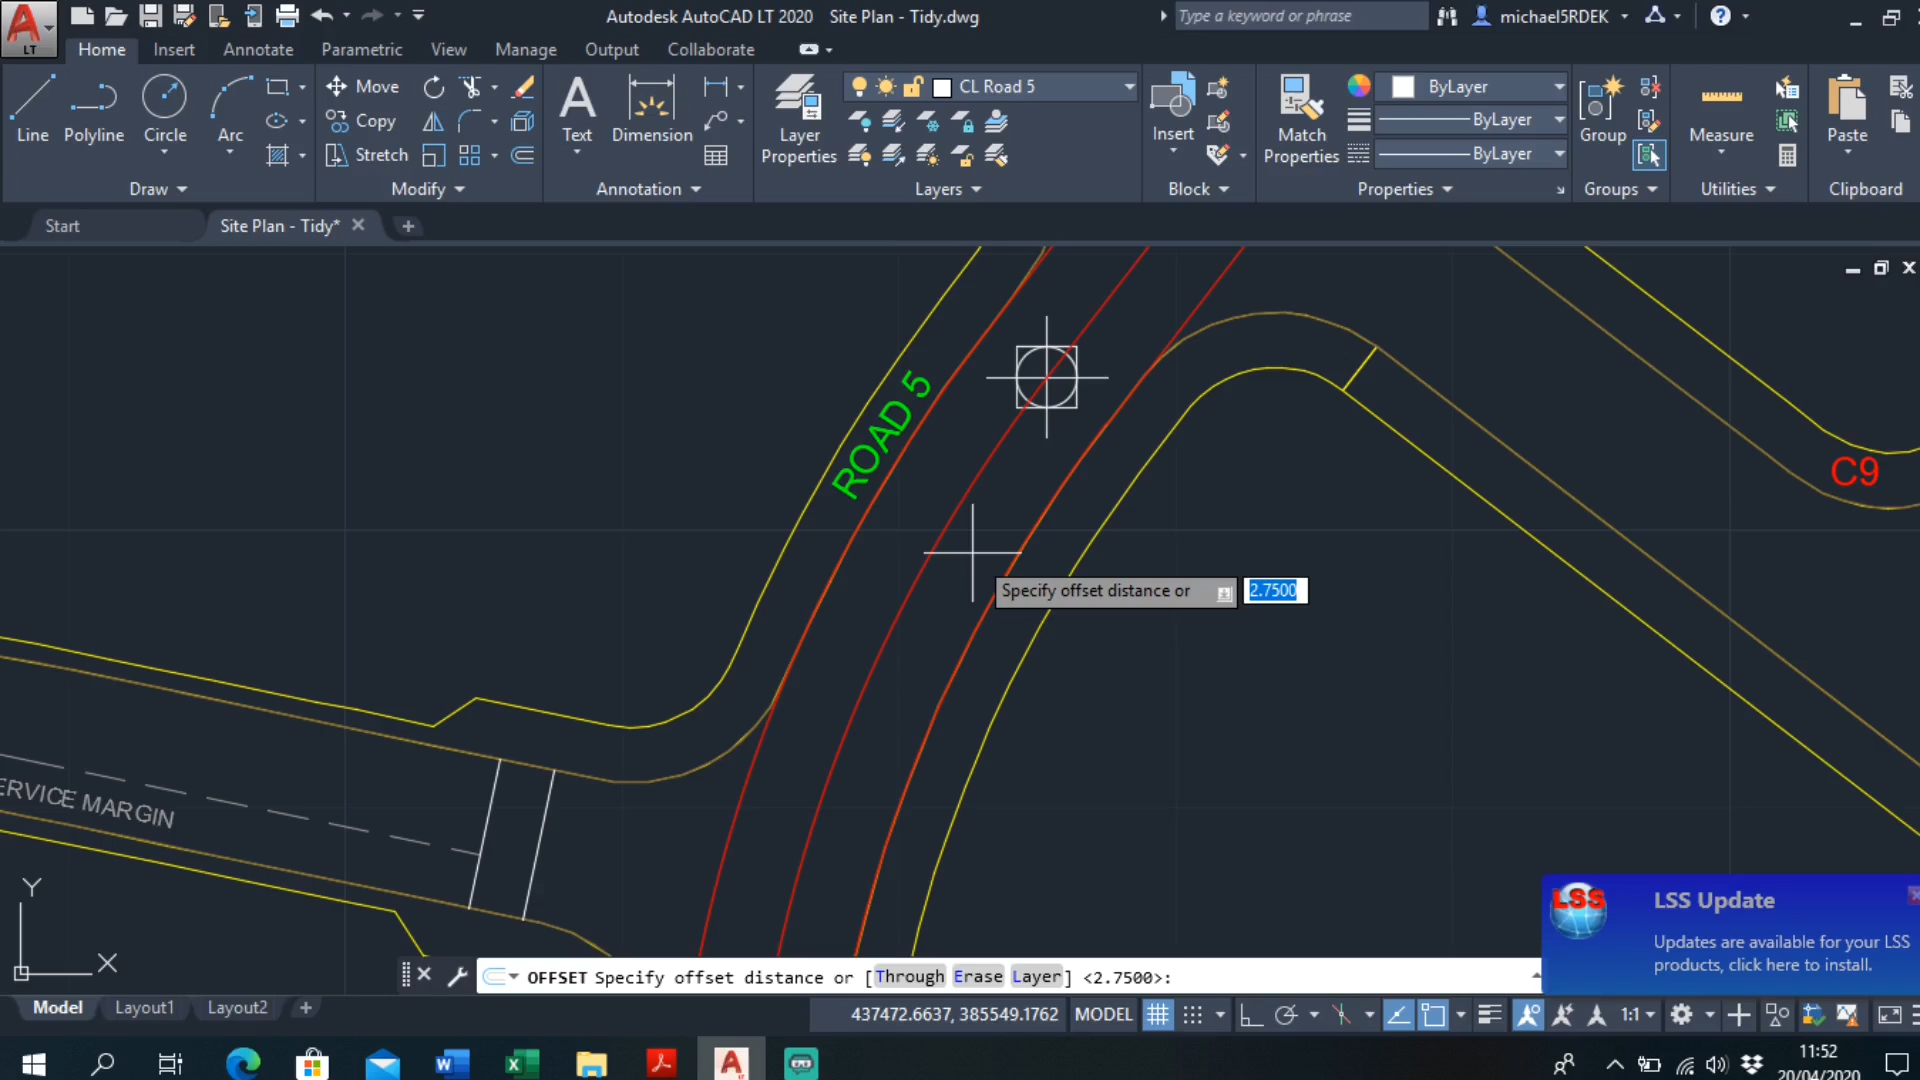 Autodesk AutoCAD LT 2020 Site Plan - Tidy.dwg
Type a keyword or phrase
michael5RDEK
LT
Home Insert Annotate Parametric View Manage Output Collaborate
Line Polyline Circle Arc
Move
Copy
Stretch
Text Dimension
Layer Properties
CL Road 5
Insert
Match Properties
ByLayer
ByLayer
ByLayer
Group
Measure
Paste
Draw Modify Annotation Layers Block Properties Groups Utilities Clipboard
Start Site Plan - Tidy*
ROAD 5
C9
Specify offset distance or 2.7500
ERVICE MARGIN
Y
X
LSS
LSS Update
Updates are available for your LSS
products, click here to install.
OFFSET Specify offset distance or [Through Erase Layer] <2.7500>:
Model Layout1 Layout2
437472.6637, 385549.1762 MODEL
1:1
11:52
20/04/2020